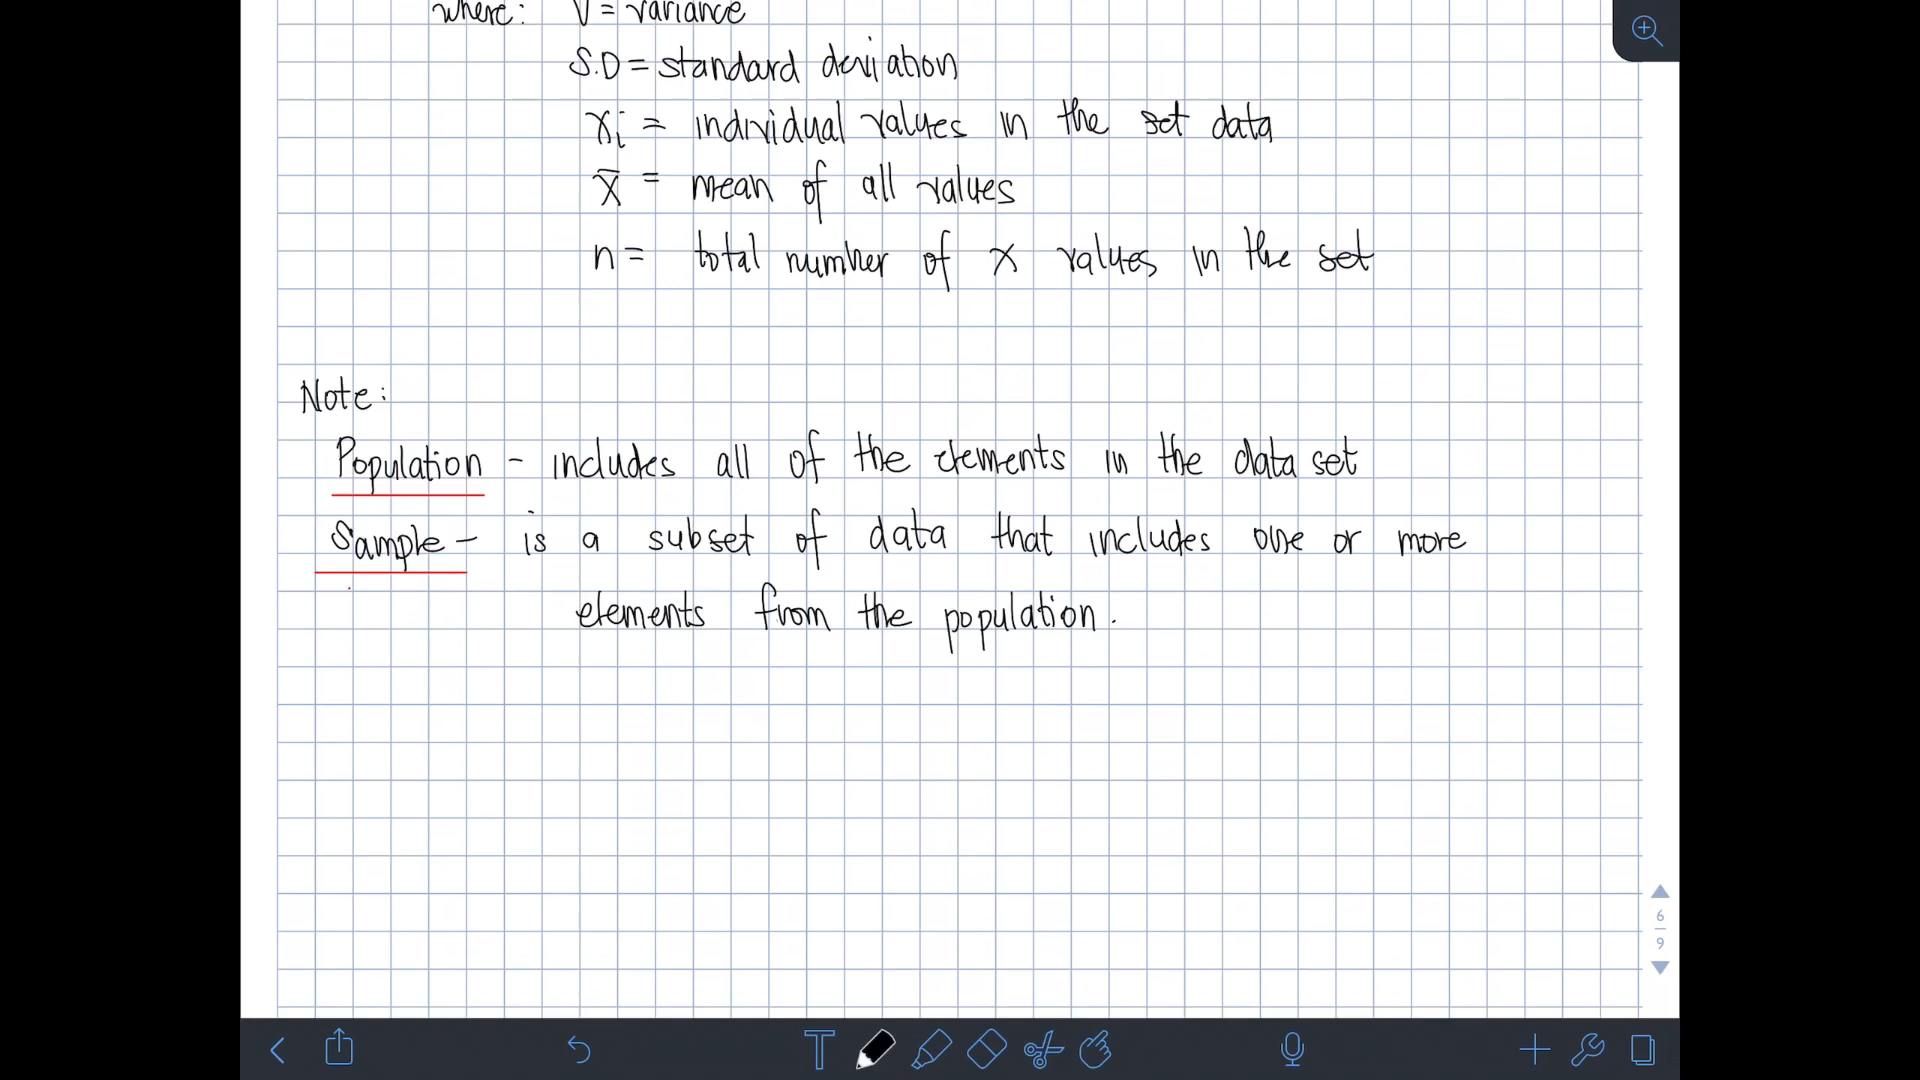 where: V = variance
S.D = standard deviation
xi = individual values in the set data
x̄ = mean of all values
n = total number of x values in the set
Note:
Population - includes all of the elements in the data set
Sample - is a subset of data that includes one or more
elements from the population.
6
9
T